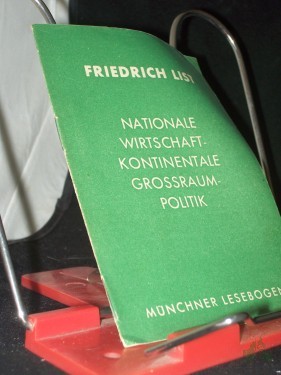 FRIEDRICH LIST
NATIONALE
WIRTSCHAFT-
KONTINENTALE
GROSSRAUM-
POLITIK
MÜNCHNER LESEBOGEN